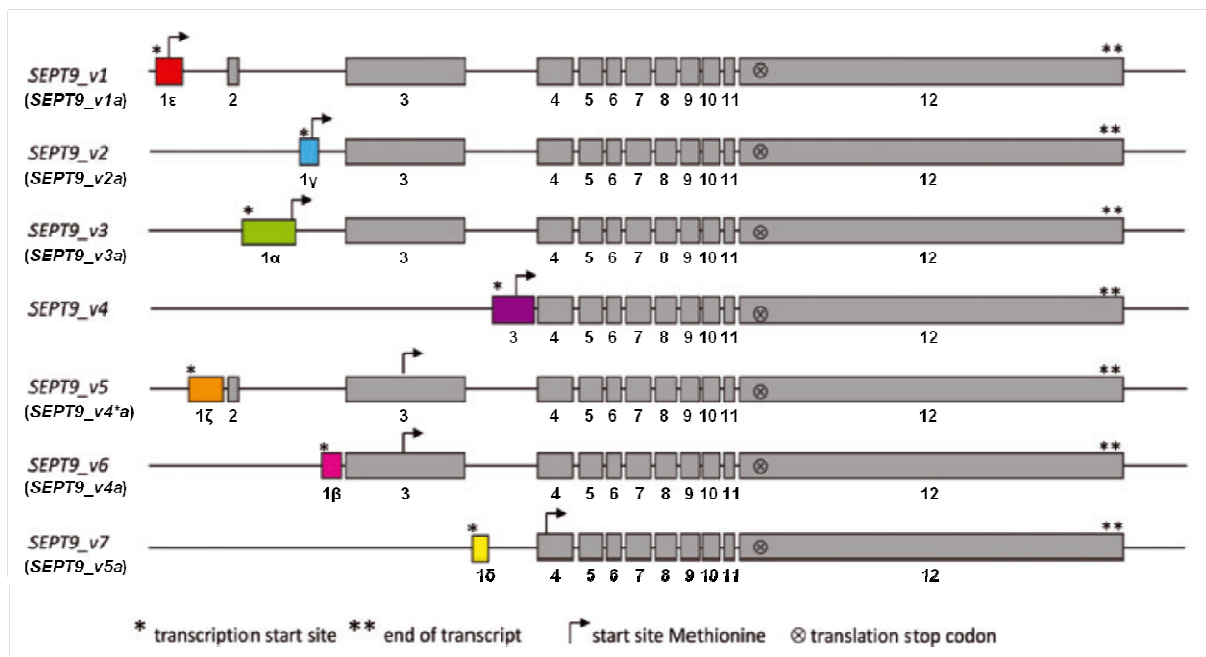 * ** 
SEPT9_v1
(SEPT9_v1a) 1ε 2 3 4 5 6 7 8 9 10 11 12
* ** 
SEPT9_v2
(SEPT9_v2a) 1γ 3 4 5 6 7 8 9 10 11 12
* ** 
SEPT9_v3
(SEPT9_v3a) 1α 3 4 5 6 7 8 9 10 11 12
* ** 
SEPT9_v4
3 4 5 6 7 8 9 10 11 12
* ** 
SEPT9_v5
(SEPT9_v4*a) 1ζ 2 3 4 5 6 7 8 9 10 11 12
* ** 
SEPT9_v6
(SEPT9_v4a) 1β 3 4 5 6 7 8 9 10 11 12
* ** 
SEPT9_v7
(SEPT9_v5a) 1δ 4 5 6 7 8 9 10 11 12
* transcription start site ** end of transcript start site Methionine ⊗ translation stop codon